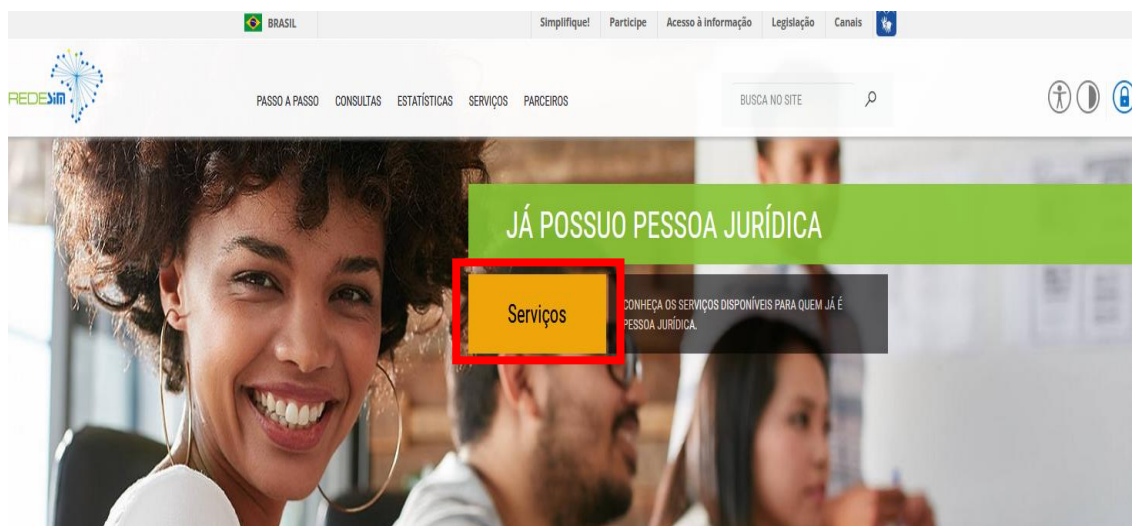 BRASIL
Simplifique! Participe Acesso à informação Legislação Canais
REDESIM
PASSO A PASSO CONSULTAS ESTATÍSTICAS SERVIÇOS PARCEIROS
BUSCA NO SITE
JÁ POSSUO PESSOA JURÍDICA
Serviços
CONHEÇA OS SERVIÇOS DISPONÍVEIS PARA QUEM JÁ É
PESSOA JURÍDICA.